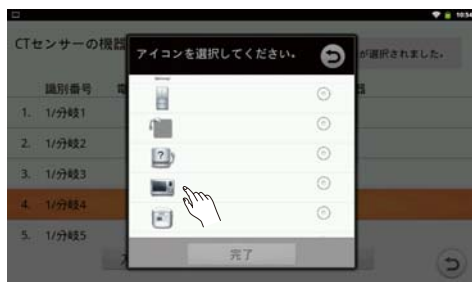 10:54
CTセンサーの機器
アイコンを選択してください。
が選択されました。
識別番号
1. 1/分岐1
2. 1/分岐2
3. 1/分岐3
4. 1/分岐4
5. 1/分岐5
?
完了